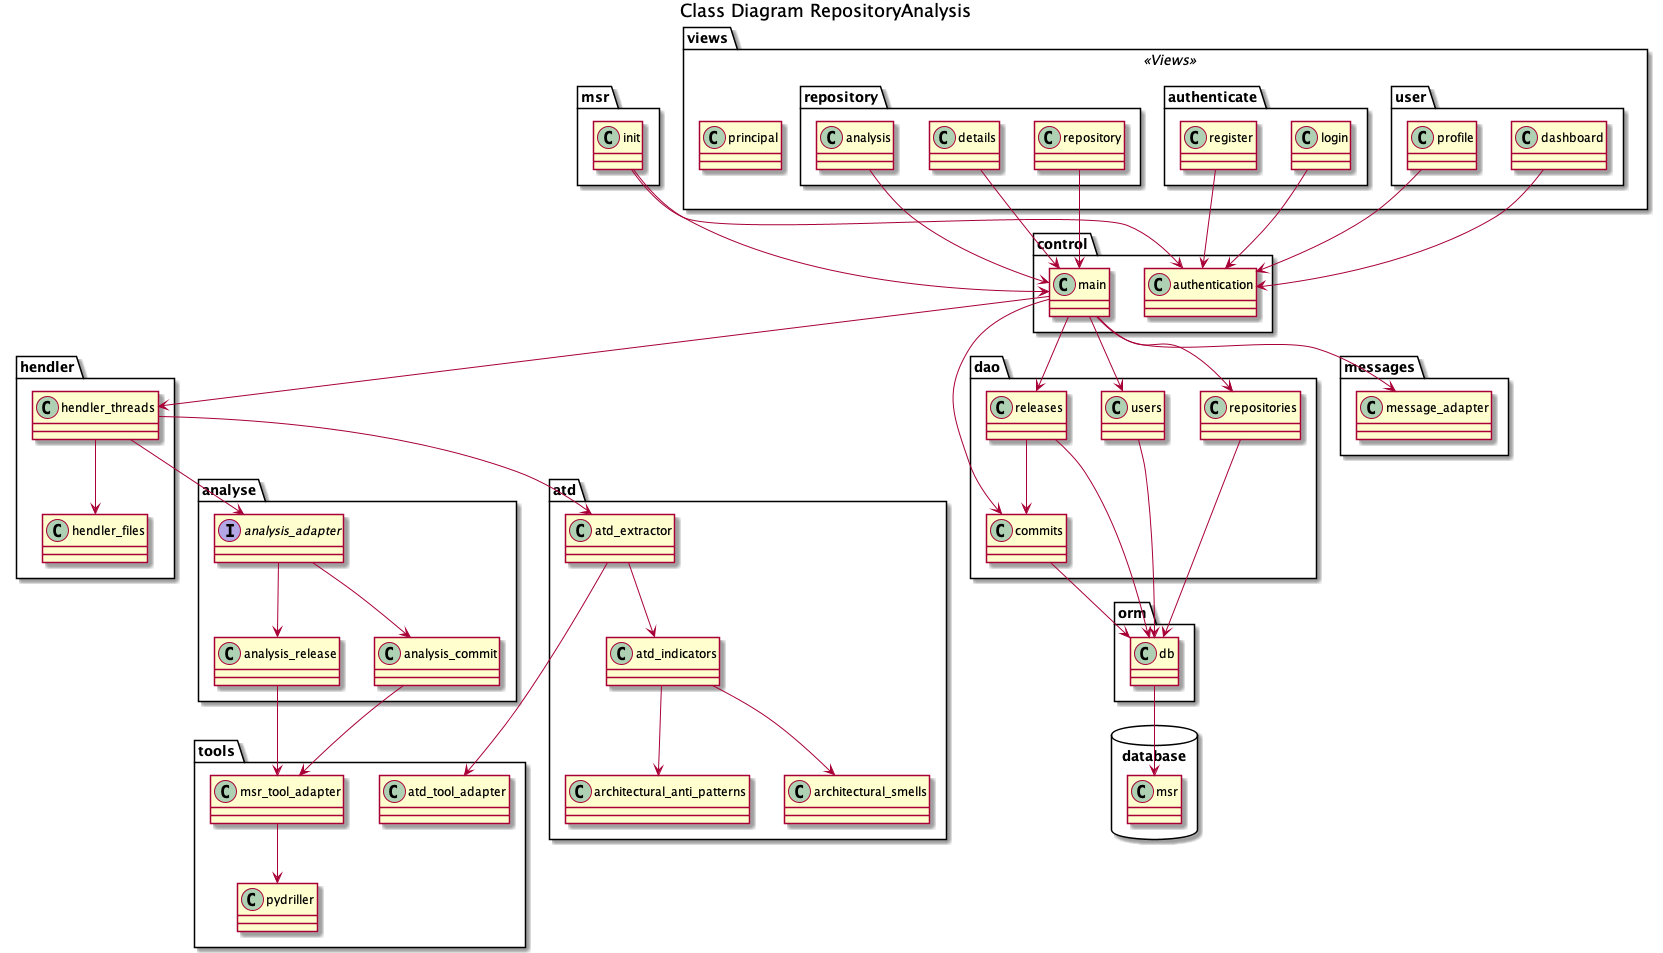 Class Diagram RepositoryAnalysis
views
«Views»
msr
repository
authenticate
user
C init
C principal
C analysis
C details
C repository
C register
C login
C profile
C dashboard
control
C main
C authentication
hendler
dao
messages
C hendler_threads
C releases
C users
C repositories
C message_adapter
analyse
atd
C hendler_files
I analysis_adapter
C atd_extractor
C commits
orm
C analysis_release
C analysis_commit
C atd_indicators
C db
tools
database
C msr_tool_adapter
C atd_tool_adapter
C architectural_anti_patterns
C architectural_smells
C msr
C pydriller